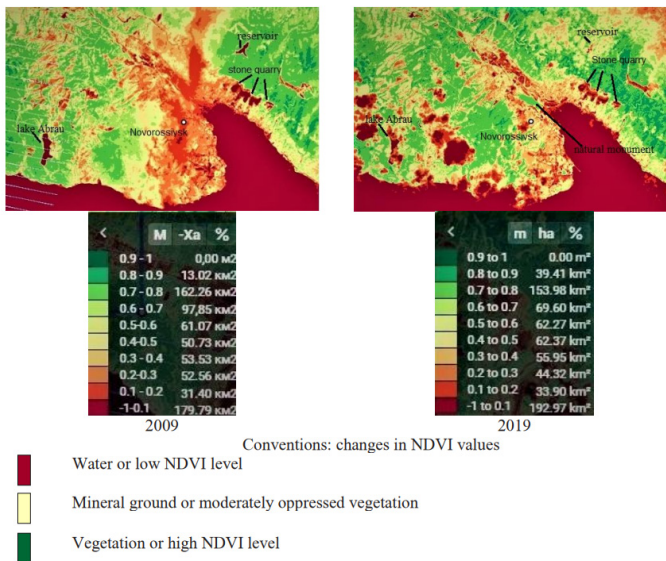 reservoir
stone quarry
lake Abrau
Novorossiysk
reservoir
Stone quarry
lake Abrau
Novorossiysk
natural monument
< M -Xa %
0.9 - 1 0,00 м2
0.8 - 0.9 13.02 км2
0.7 - 0.8 162.26 км2
0.6 - 0.7 97,85 км2
0.5-0.6 61.07 км2
0.4-0.5 50.73 км2
0.3 - 0.4 53.53 км2
0.2-0.3 52.56 км2
0.1 - 0.2 31.40 км2
-1-0.1 179.79 км2
2009
< m ha %
0.9 to 1 0.00 m²
0.8 to 0.9 39.41 km²
0.7 to 0.8 153.98 km²
0.6 to 0.7 69.60 km²
0.5 to 0.6 62.27 km²
0.4 to 0.5 62.37 km²
0.3 to 0.4 55.95 km²
0.2 to 0.3 44.32 km²
0.1 to 0.2 33.90 km²
-1 to 0.1 192.97 km²
2019
Conventions: changes in NDVI values
Water or low NDVI level
Mineral ground or moderately oppressed vegetation
Vegetation or high NDVI level